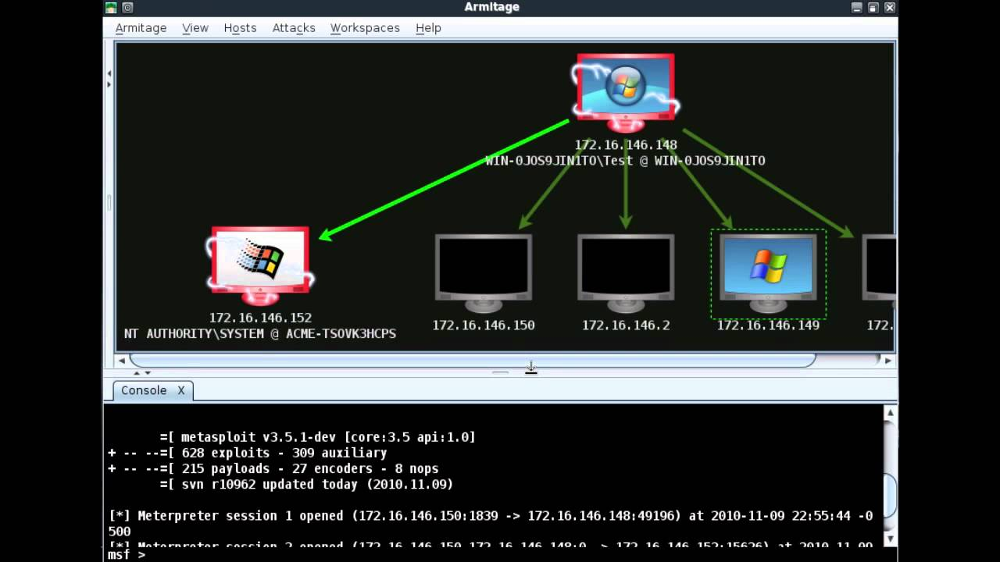 Armitage
Armitage View Hosts Attacks Workspaces Help
172.16.146.148
WIN-0JOS9JIN1TO\Test @ WIN-0JOS9JIN1TO
172.16.146.152
NT AUTHORITY\SYSTEM @ ACME-TSOVK3HCPS
172.16.146.150
172.16.146.2
172.16.146.149
172.
Console X
=[ metasploit v3.5.1-dev [core:3.5 api:1.0]
+ -- --=[ 628 exploits - 309 auxiliary
+ -- --=[ 215 payloads - 27 encoders - 8 nops
=[ svn r10962 updated today (2010.11.09)
[*] Meterpreter session 1 opened (172.16.146.150:1839 -> 172.16.146.148:49196) at 2010-11-09 22:55:44 -0
500
[*] Meterpreter session 2 opened (172.16.146.150-172.16.146.148:0 -> 172.16.146.152:15626) at 2010-11-09
msf >